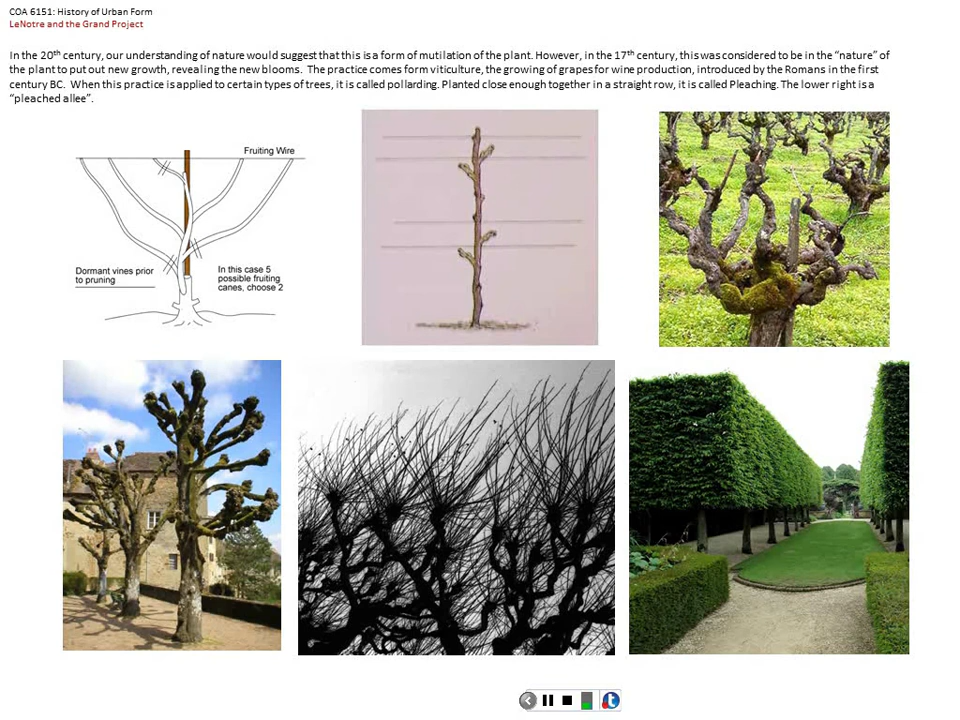 COA 6151: History of Urban Form
LeNotre and the Grand Project
In the 20th century, our understanding of nature would suggest that this is a form of mutilation of the plant. However, in the 17th century, this was considered to be in the “nature” of
the plant to put out new growth, revealing the new blooms. The practice comes form viticulture, the growing of grapes for wine production, introduced by the Romans in the first
century BC. When this practice is applied to certain types of trees, it is called pollarding. Planted close enough together in a straight row, it is called Pleaching. The lower right is a
“pleached allee”.
Fruiting Wire
Dormant vines prior
to pruning
In this case 5
possible fruiting
canes, choose 2
t